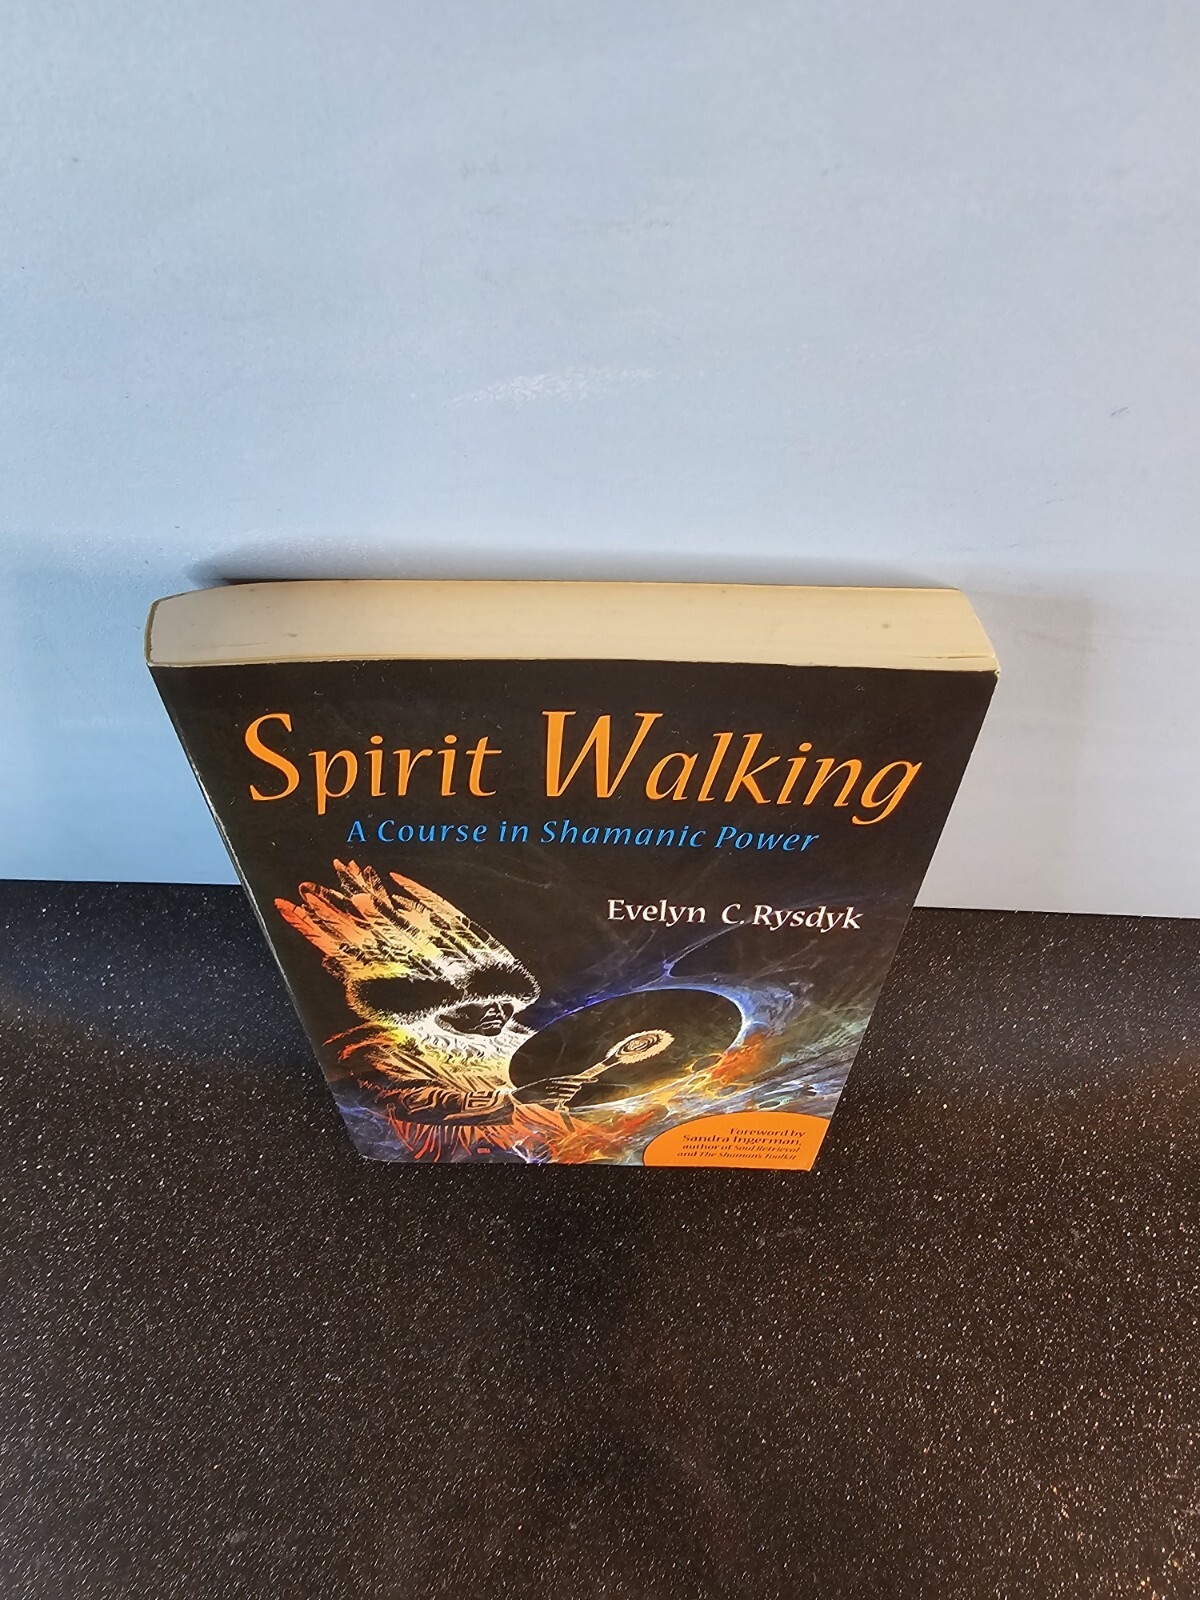 Spirit Walking
A Course in Shamanic Power
Evelyn C. Rysdyk
Foreword by
Sandra Ingerman,
author of Soul Retrieval
and The Shaman's Toolkit